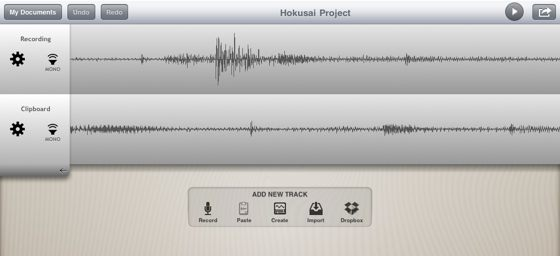 My Documents Undo Redo Hokusai Project
Recording
MONO
Clipboard
MONO
ADD NEW TRACK
Record Paste Create Import Dropbox